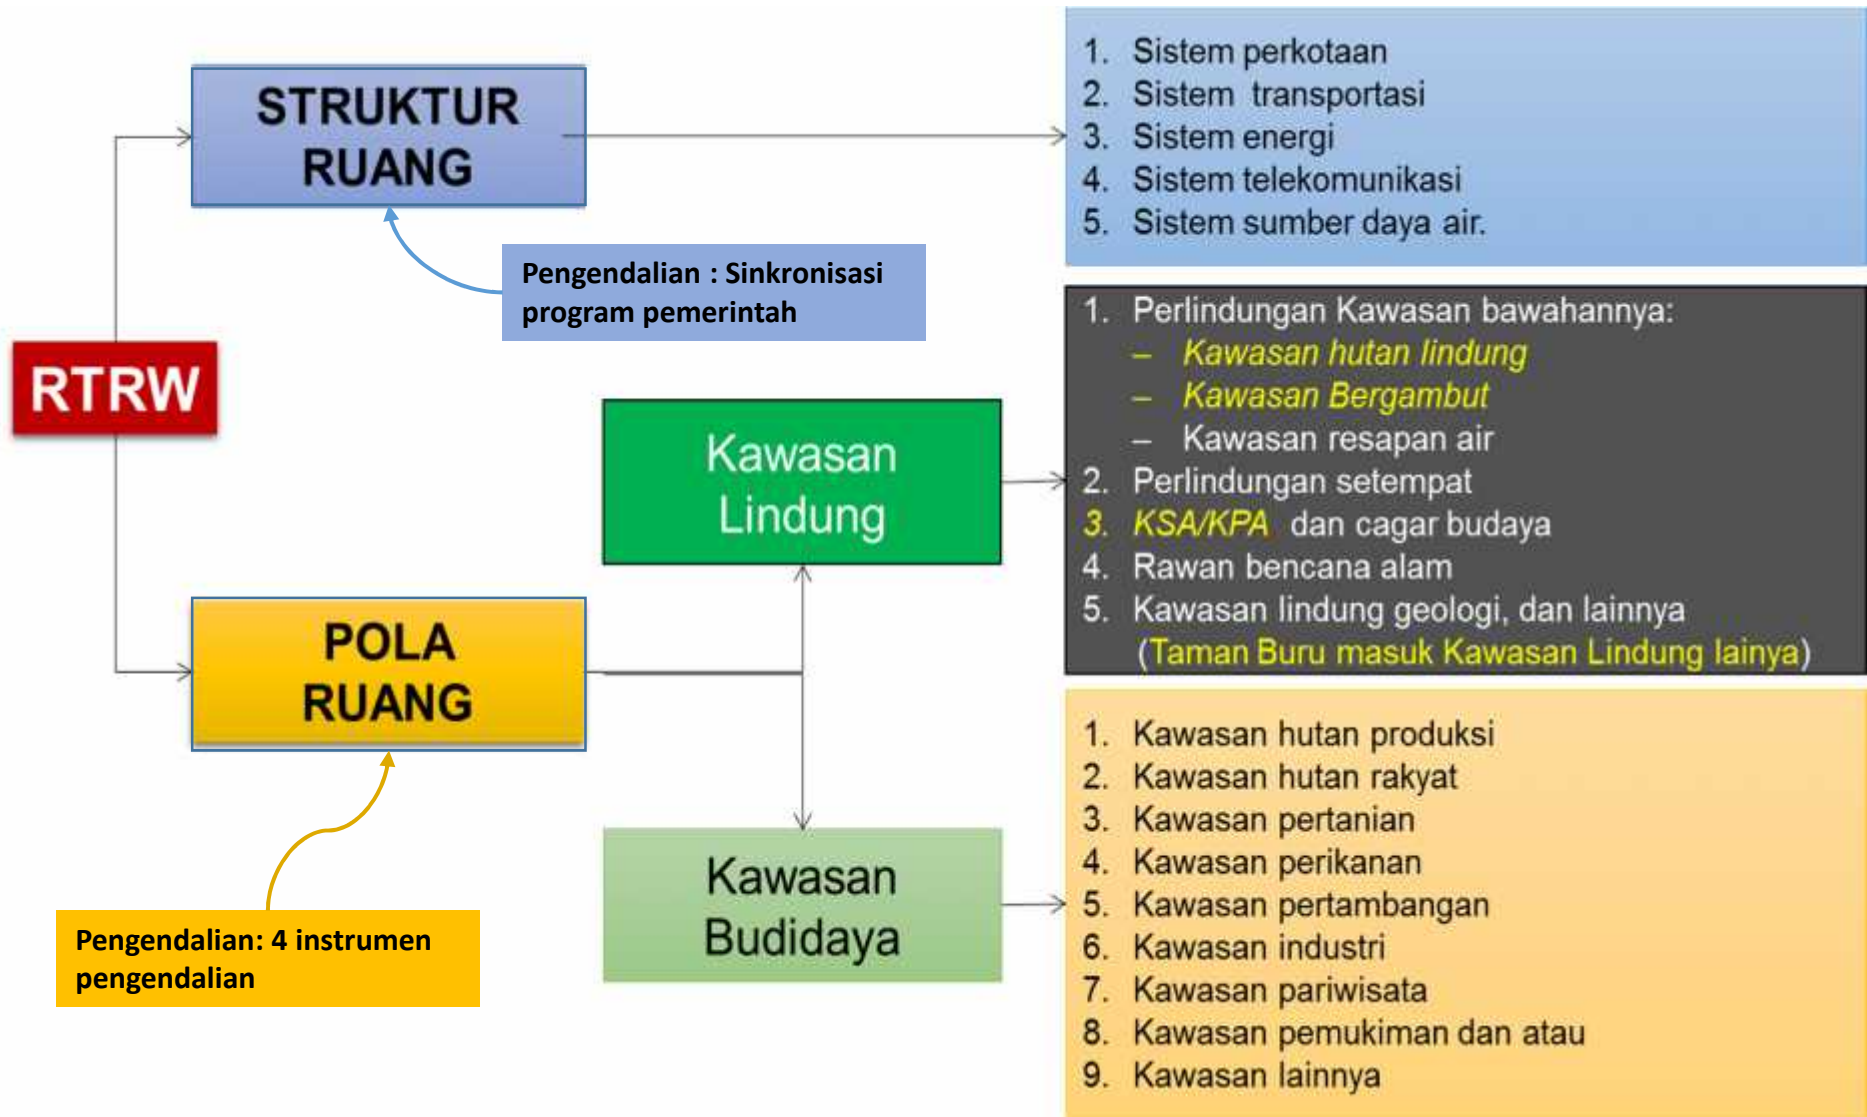 RTRW
STRUKTUR
RUANG
Pengendalian : Sinkronisasi
program pemerintah
1. Sistem perkotaan
2. Sistem transportasi
3. Sistem energi
4. Sistem telekomunikasi
5. Sistem sumber daya air.
POLA
RUANG
Pengendalian: 4 instrumen
pengendalian
Kawasan
Lindung
1. Perlindungan Kawasan bawahannya:
– Kawasan hutan lindung
– Kawasan Bergambut
– Kawasan resapan air
2. Perlindungan setempat
3. KSA/KPA dan cagar budaya
4. Rawan bencana alam
5. Kawasan lindung geologi, dan lainnya
(Taman Buru masuk Kawasan Lindung lainya)
Kawasan
Budidaya
1. Kawasan hutan produksi
2. Kawasan hutan rakyat
3. Kawasan pertanian
4. Kawasan perikanan
5. Kawasan pertambangan
6. Kawasan industri
7. Kawasan pariwisata
8. Kawasan pemukiman dan atau
9. Kawasan lainnya